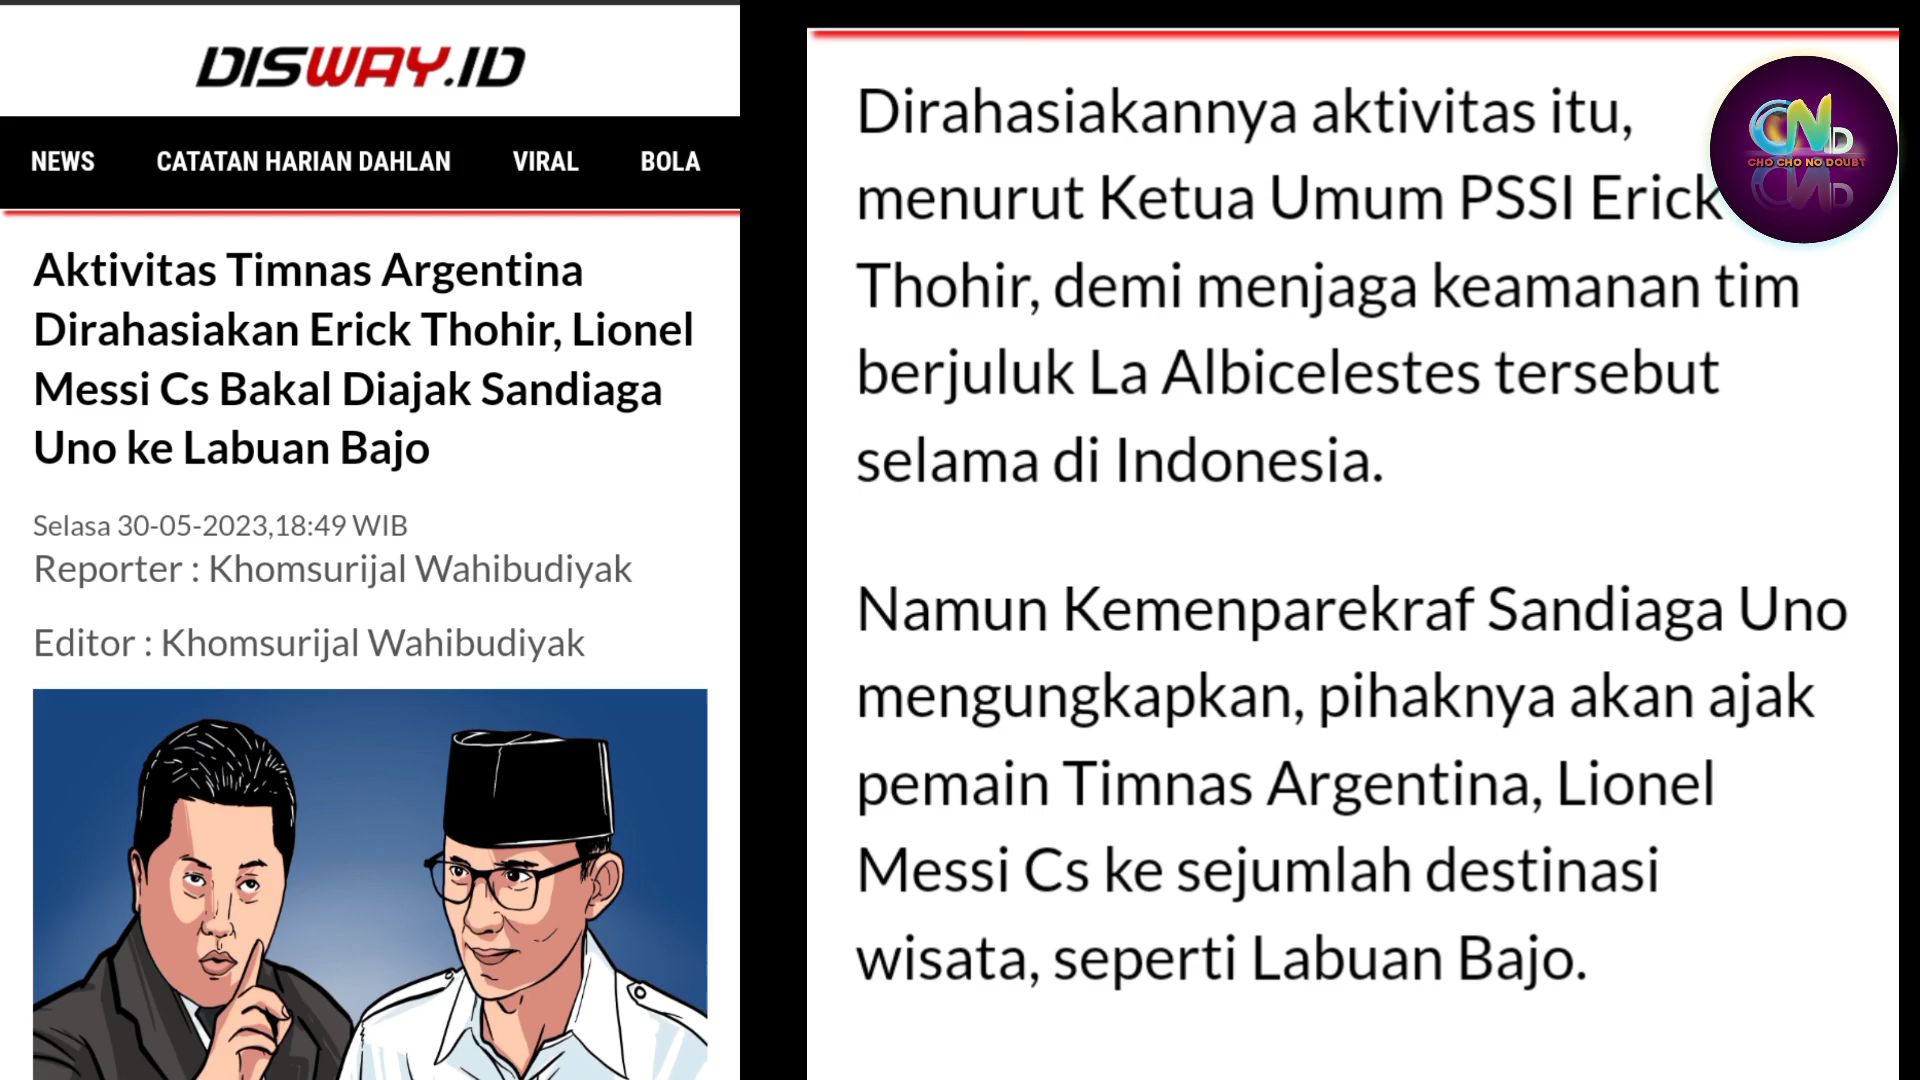 DISWAY.ID
NEWS CATATAN HARIAN DAHLAN VIRAL BOLA
Aktivitas Timnas Argentina
Dirahasiakan Erick Thohir, Lionel
Messi Cs Bakal Diajak Sandiaga
Uno ke Labuan Bajo
Selasa 30-05-2023,18:49 WIB
Reporter : Khomsurijal Wahibudiyak
Editor : Khomsurijal Wahibudiyak
Dirahasiakannya aktivitas itu,
menurut Ketua Umum PSSI Erick
Thohir, demi menjaga keamanan tim
berjuluk La Albicelestes tersebut
selama di Indonesia.
Namun Kemenparekraf Sandiaga Uno
mengungkapkan, pihaknya akan ajak
pemain Timnas Argentina, Lionel
Messi Cs ke sejumlah destinasi
wisata, seperti Labuan Bajo.
CND
CHO CHO NO DOUBT